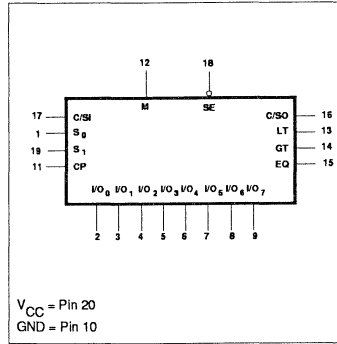 12 18
M SE
17 C/SI C/SO 16
1 S0 LT 13
19 S1 GT 14
11 CP EQ 15
I/O0 I/O1 I/O2 I/O3 I/O4 I/O5 I/O6 I/O7
2 3 4 5 6 7 8 9
VCC = Pin 20
GND = Pin 10